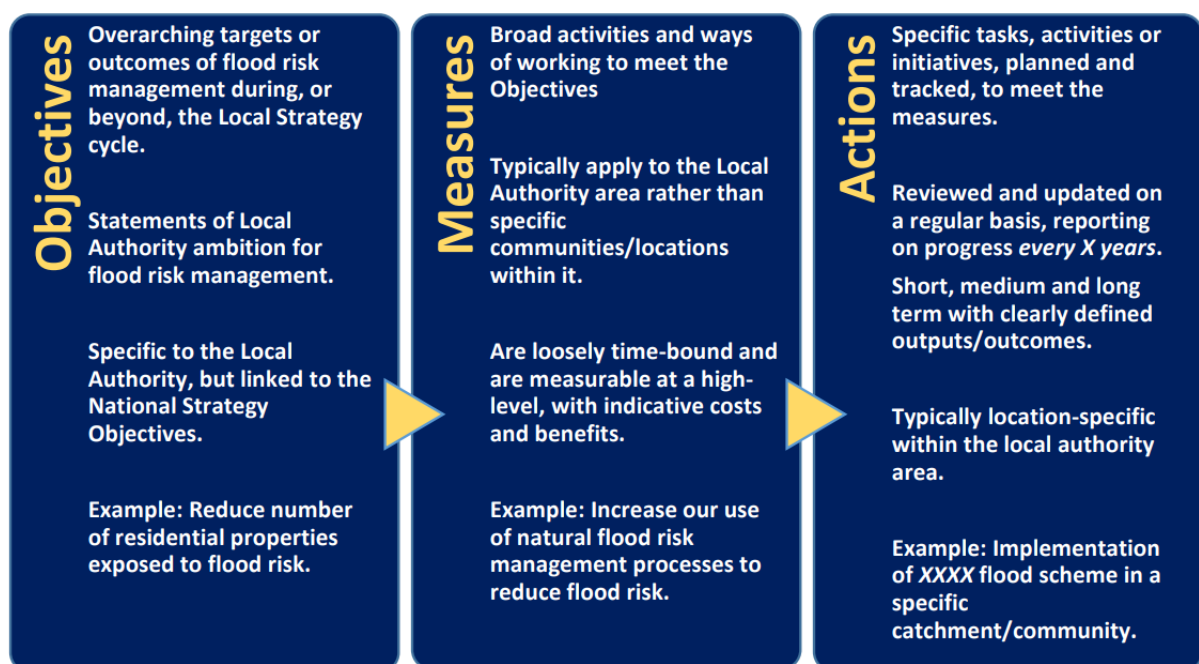 Objectives
Overarching targets or
outcomes of flood risk
management during, or
beyond, the Local Strategy
cycle.
Statements of Local
Authority ambition for
flood risk management.
Specific to the Local
Authority, but linked to the
National Strategy
Objectives.
Example: Reduce number
of residential properties
exposed to flood risk.
Measures
Broad activities and ways
of working to meet the
Objectives
Typically apply to the Local
Authority area rather than
specific
communities/locations
within it.
Are loosely time-bound and
are measurable at a high-
level, with indicative costs
and benefits.
Example: Increase our use
of natural flood risk
management processes to
reduce flood risk.
Actions
Specific tasks, activities or
initiatives, planned and
tracked, to meet the
measures.
Reviewed and updated on
a regular basis, reporting
on progress every X years.
Short, medium and long
term with clearly defined
outputs/outcomes.
Typically location-specific
within the local authority
area.
Example: Implementation
of XXXX flood scheme in a
specific
catchment/community.